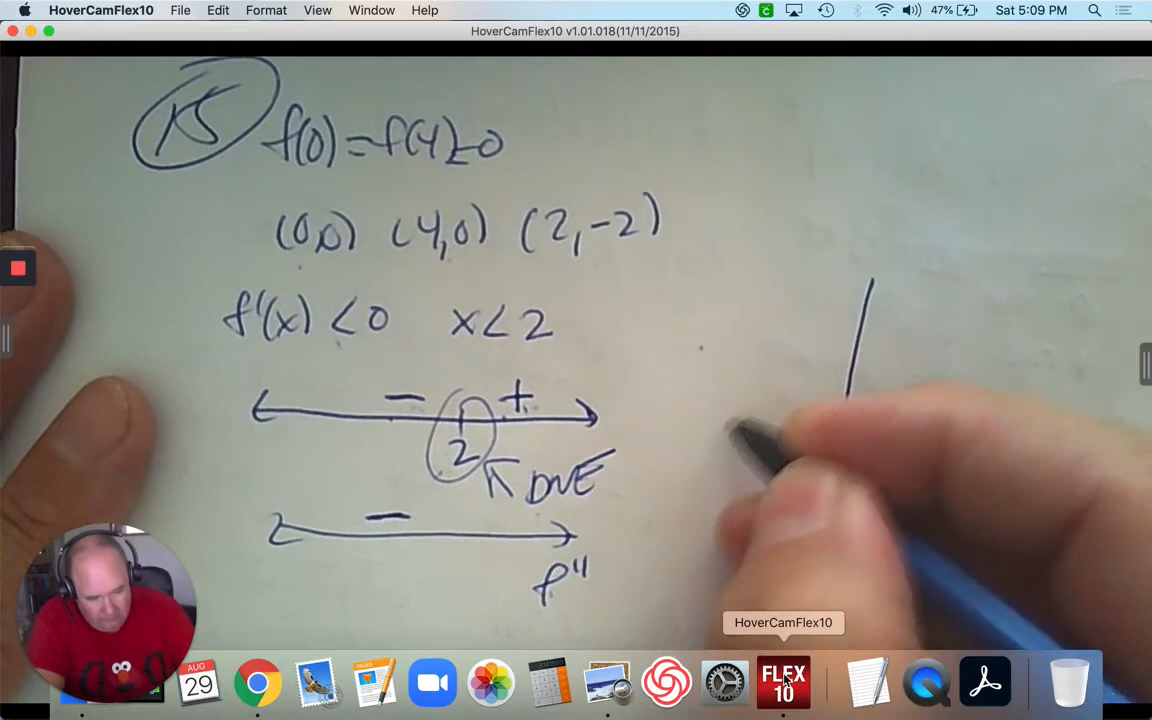 HoverCamFlex10 File Edit Format View Window Help 47% Sat 5:09 PM
HoverCamFlex10 v1.01.018(11/11/2015)
15 f(0)=f(4)=0
(0,0) (4,0) (2,-2)
f'(x) <0 x<2
- +
2 DNE
-
f"
HoverCamFlex10
AUG
29
PAGES
FLEX
10